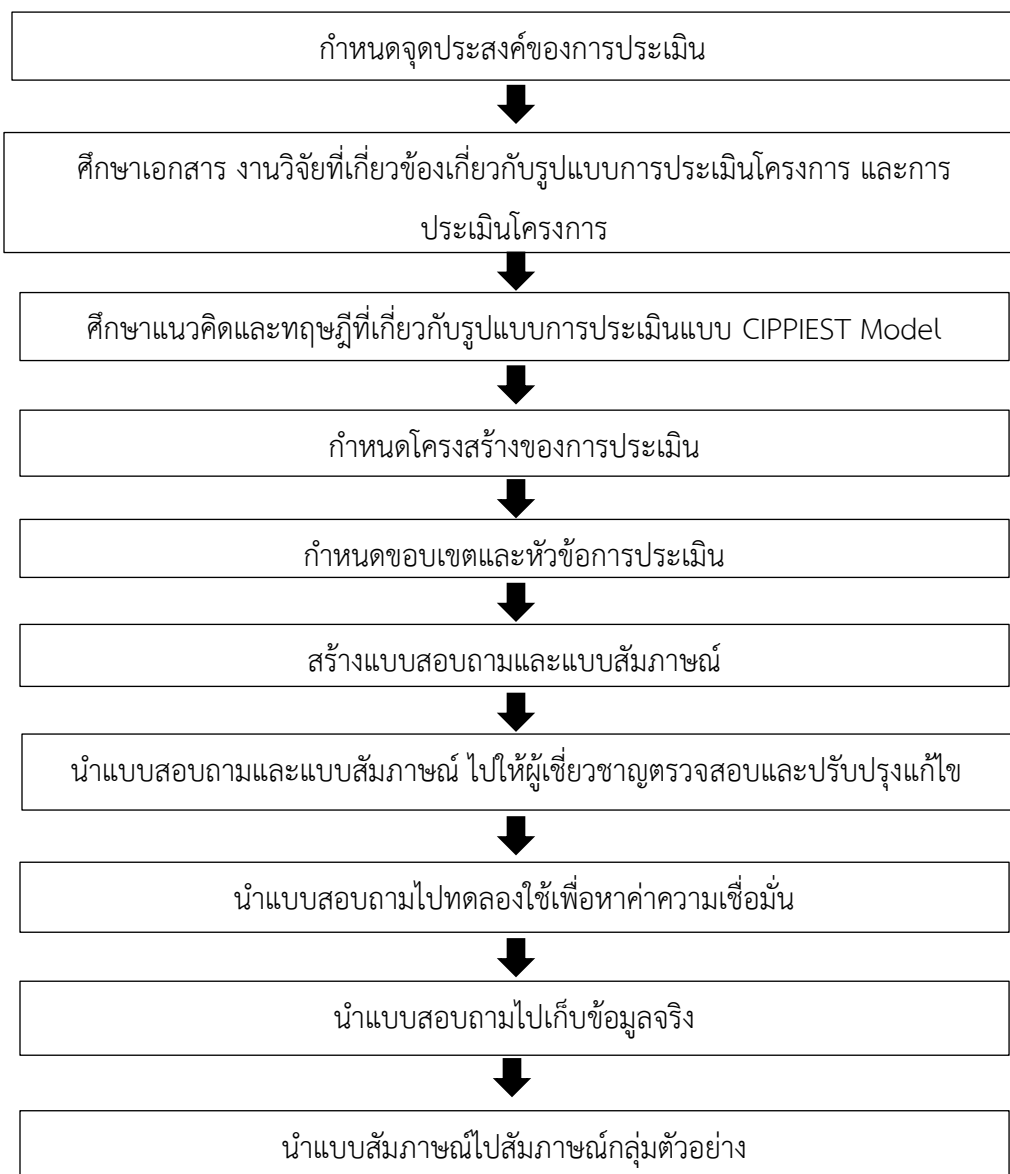 กำหนดจุดประสงค์ของการประเมิน
ศึกษาเอกสาร งานวิจัยที่เกี่ยวข้องเกี่ยวกับรูปแบบการประเมินโครงการ และการ
ประเมินโครงการ
ศึกษาแนวคิดและทฤษฎีที่เกี่ยวกับรูปแบบการประเมินแบบ CIPPIEST Model
กำหนดโครงสร้างของการประเมิน
กำหนดขอบเขตและหัวข้อการประเมิน
สร้างแบบสอบถามและแบบสัมภาษณ์
นำแบบสอบถามและแบบสัมภาษณ์ ไปให้ผู้เชี่ยวชาญตรวจสอบและปรับปรุงแก้ไข
นำแบบสอบถามไปทดลองใช้เพื่อหาค่าความเชื่อมั่น
นำแบบสอบถามไปเก็บข้อมูลจริง
นำแบบสัมภาษณ์ไปสัมภาษณ์กลุ่มตัวอย่าง